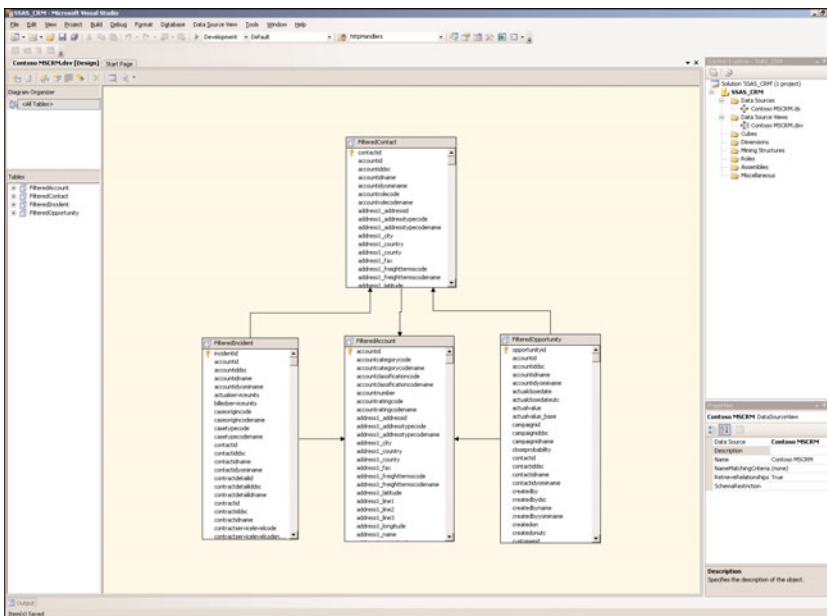 SSAS_CRM - Microsoft Visual Studio
File Edit View Project Build Debug Format Database Data Source View Tools Window Help
Development Default httpHandlers
Contoso MSCRM.dsv [Design] Start Page
Diagram Organizer
<All Tables>
Tables
FilteredAccount
FilteredContact
FilteredIncident
FilteredOpportunity
FilteredContact
contactid
accountid
accountiddsc
accountidname
accountidyominame
accountrolecode
accountrolecodename
address1_addressid
address1_addresstypecode
address1_addresstypecodename
address1_city
address1_country
address1_county
address1_fax
address1_freighttermscode
address1_freighttermscodename
address1_latitude
FilteredIncident
incidentid
accountid
accountiddsc
accountidname
accountidyominame
actualserviceunits
billedserviceunits
caseorigincode
caseorigincodename
casetypecode
casetypecodename
contactid
contactiddsc
contactidname
contactidyominame
contractdetailid
contractdetailiddsc
contractdetailidname
contractid
contractiddsc
contractidname
contractservicelevelcode
contractservicelevelcoden...
FilteredAccount
accountid
accountcategorycode
accountcategorycodename
accountclassificationcode
accountclassificationcodename
accountnumber
accountratingcode
accountratingcodename
address1_addressid
address1_addresstypecode
address1_addresstypecodename
address1_city
address1_country
address1_county
address1_fax
address1_freighttermscode
address1_freighttermscodename
address1_latitude
address1_line1
address1_line2
address1_line3
address1_longitude
address1_name
FilteredOpportunity
opportunityid
accountid
accountiddsc
accountidname
accountidyominame
actualclosedate
actualclosedateutc
actualvalue
actualvalue_base
campaignid
campaigniddsc
campaignidname
closeprobability
contactid
contactiddsc
contactidname
contactidyominame
createdby
createdbydsc
createdbyname
createdbyyominame
createdon
createdonutc
customerid
Solution 'SSAS_CRM' (1 project)
SSAS_CRM
Data Sources
Contoso MSCRM.ds
Data Source Views
Contoso MSCRM.dsv
Cubes
Dimensions
Mining Structures
Roles
Assemblies
Miscellaneous
Properties
Contoso MSCRM DataSourceView
Data Source Contoso MSCRM
Description
Name Contoso MSCRM
NameMatchingCriteria (none)
RetrieveRelationships True
SchemaRestriction
Description
Specifies the description of the object.
Output
Item(s) Saved